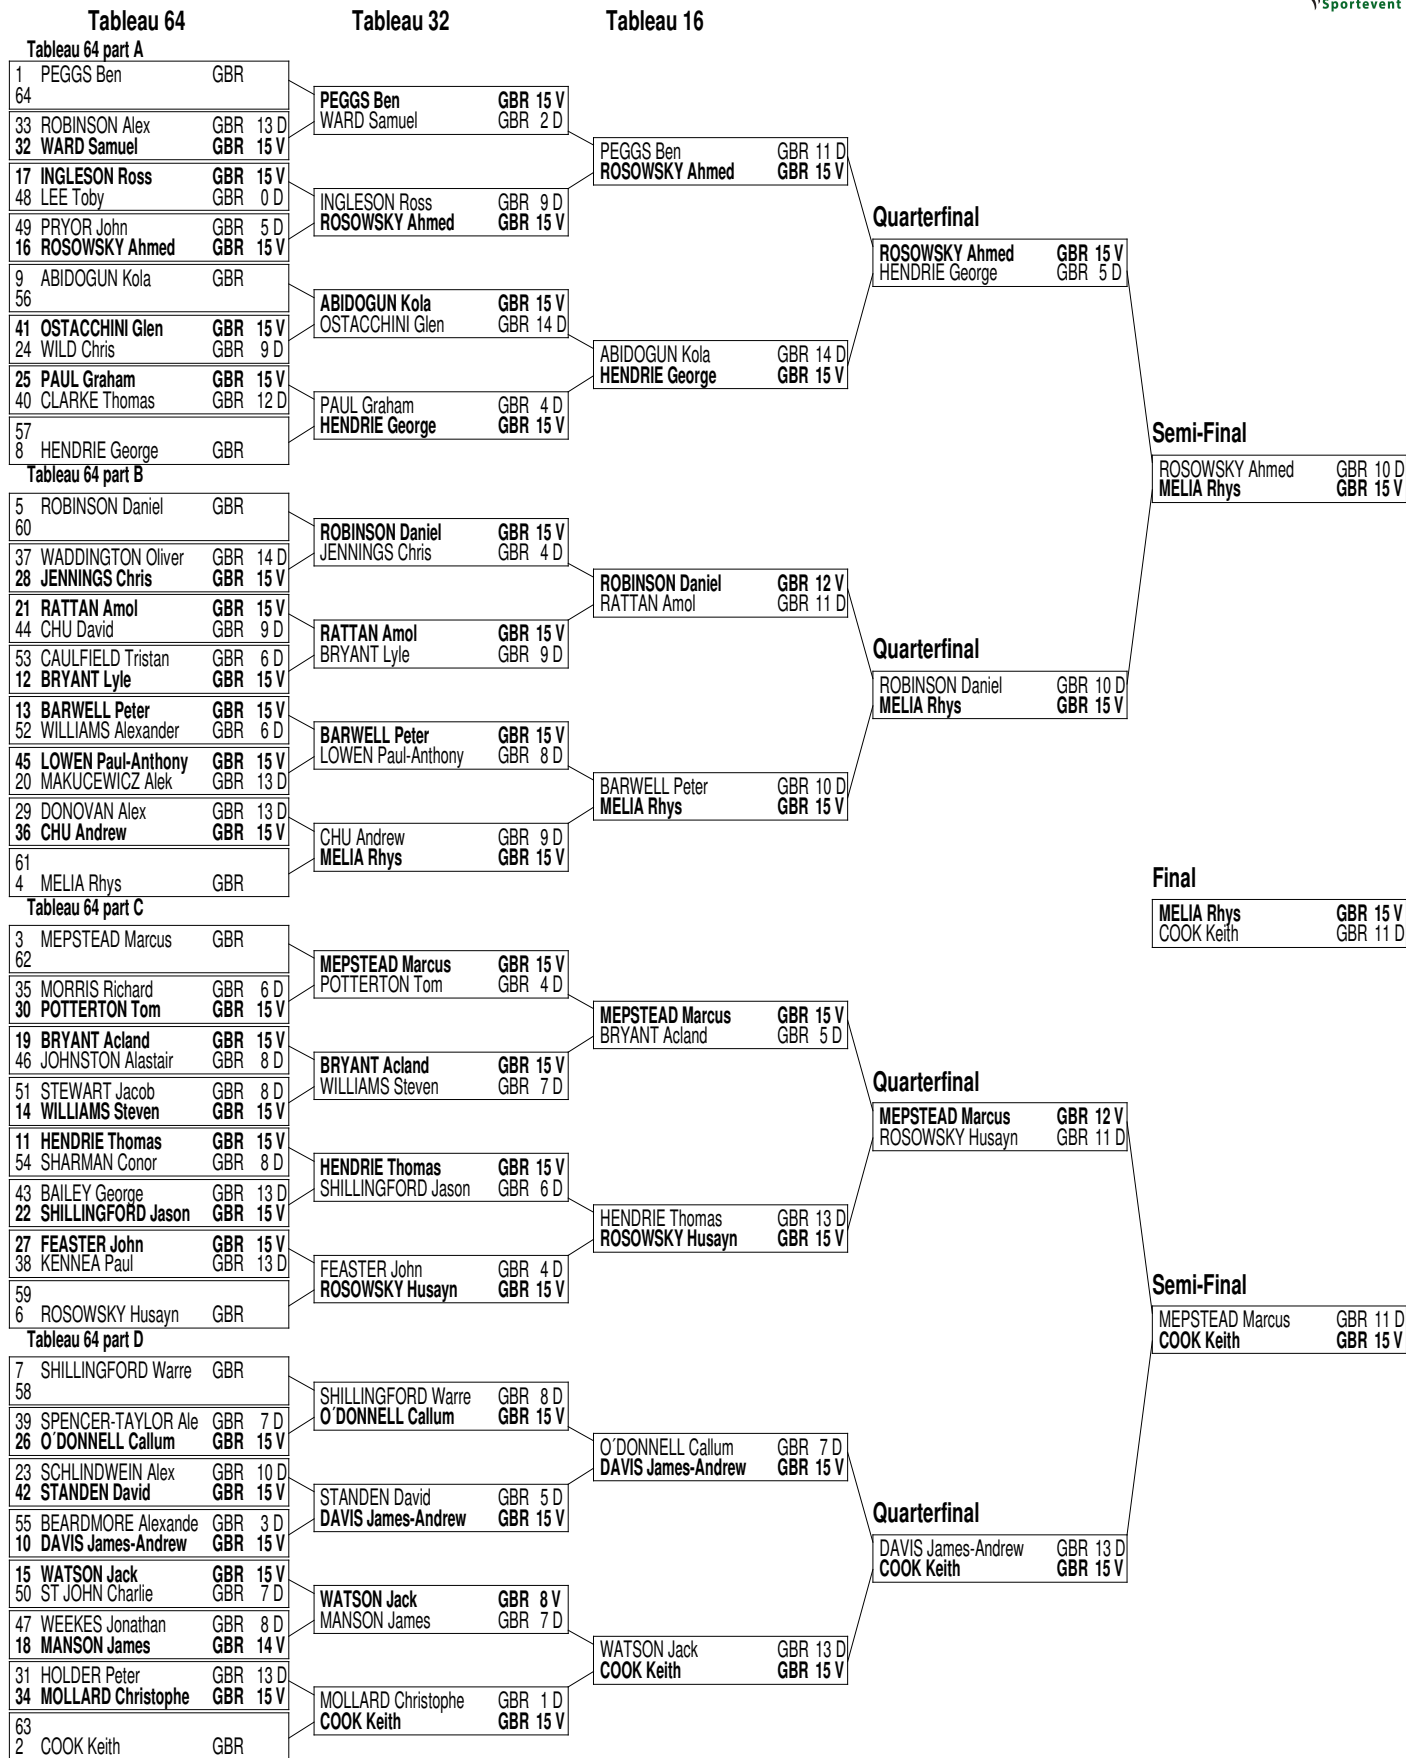 Sportevent
Tableau 64
Tableau 32
Tableau 16
Tableau 64 part A
1 PEGGS Ben GBR
64
33 ROBINSON Alex GBR 13 D
32 WARD Samuel GBR 15 V
17 INGLESON Ross GBR 15 V
48 LEE Toby GBR 0 D
49 PRYOR John GBR 5 D
16 ROSOWSKY Ahmed GBR 15 V
9 ABIDOGUN Kola GBR
56
41 OSTACCHINI Glen GBR 15 V
24 WILD Chris GBR 9 D
25 PAUL Graham GBR 15 V
40 CLARKE Thomas GBR 12 D
57
8 HENDRIE George GBR
Tableau 64 part B
5 ROBINSON Daniel GBR
60
37 WADDINGTON Oliver GBR 14 D
28 JENNINGS Chris GBR 15 V
21 RATTAN Amol GBR 15 V
44 CHU David GBR 9 D
53 CAULFIELD Tristan GBR 6 D
12 BRYANT Lyle GBR 15 V
13 BARWELL Peter GBR 15 V
52 WILLIAMS Alexander GBR 6 D
45 LOWEN Paul-Anthony GBR 15 V
20 MAKUCEWICZ Alek GBR 13 D
29 DONOVAN Alex GBR 13 D
36 CHU Andrew GBR 15 V
61
4 MELIA Rhys GBR
Tableau 64 part C
3 MEPSTEAD Marcus GBR
62
35 MORRIS Richard GBR 6 D
30 POTTERTON Tom GBR 15 V
19 BRYANT Acland GBR 15 V
46 JOHNSTON Alastair GBR 8 D
51 STEWART Jacob GBR 8 D
14 WILLIAMS Steven GBR 15 V
11 HENDRIE Thomas GBR 15 V
54 SHARMAN Conor GBR 8 D
43 BAILEY George GBR 13 D
22 SHILLINGFORD Jason GBR 15 V
27 FEASTER John GBR 15 V
38 KENNEA Paul GBR 13 D
59
6 ROSOWSKY Husayn GBR
Tableau 64 part D
7 SHILLINGFORD Warre GBR
58
39 SPENCER-TAYLOR Ale GBR 7 D
26 O´DONNELL Callum GBR 15 V
23 SCHLINDWEIN Alex GBR 10 D
42 STANDEN David GBR 15 V
55 BEARDMORE Alexande GBR 3 D
10 DAVIS James-Andrew GBR 15 V
15 WATSON Jack GBR 15 V
50 ST JOHN Charlie GBR 7 D
47 WEEKES Jonathan GBR 8 D
18 MANSON James GBR 14 V
31 HOLDER Peter GBR 13 D
34 MOLLARD Christophe GBR 15 V
63
2 COOK Keith GBR
PEGGS Ben GBR 15 V
WARD Samuel GBR 2 D
INGLESON Ross GBR 9 D
ROSOWSKY Ahmed GBR 15 V
ABIDOGUN Kola GBR 15 V
OSTACCHINI Glen GBR 14 D
PAUL Graham GBR 4 D
HENDRIE George GBR 15 V
ROBINSON Daniel GBR 15 V
JENNINGS Chris GBR 4 D
RATTAN Amol GBR 15 V
BRYANT Lyle GBR 9 D
BARWELL Peter GBR 15 V
LOWEN Paul-Anthony GBR 8 D
CHU Andrew GBR 9 D
MELIA Rhys GBR 15 V
MEPSTEAD Marcus GBR 15 V
POTTERTON Tom GBR 4 D
BRYANT Acland GBR 15 V
WILLIAMS Steven GBR 7 D
HENDRIE Thomas GBR 15 V
SHILLINGFORD Jason GBR 6 D
FEASTER John GBR 4 D
ROSOWSKY Husayn GBR 15 V
SHILLINGFORD Warre GBR 8 D
O´DONNELL Callum GBR 15 V
STANDEN David GBR 5 D
DAVIS James-Andrew GBR 15 V
WATSON Jack GBR 8 V
MANSON James GBR 7 D
MOLLARD Christophe GBR 1 D
COOK Keith GBR 15 V
PEGGS Ben GBR 11 D
ROSOWSKY Ahmed GBR 15 V
ABIDOGUN Kola GBR 14 D
HENDRIE George GBR 15 V
ROBINSON Daniel GBR 12 V
RATTAN Amol GBR 11 D
BARWELL Peter GBR 10 D
MELIA Rhys GBR 15 V
MEPSTEAD Marcus GBR 15 V
BRYANT Acland GBR 5 D
HENDRIE Thomas GBR 13 D
ROSOWSKY Husayn GBR 15 V
O´DONNELL Callum GBR 7 D
DAVIS James-Andrew GBR 15 V
WATSON Jack GBR 13 D
COOK Keith GBR 15 V
Quarterfinal
ROSOWSKY Ahmed GBR 15 V
HENDRIE George GBR 5 D
Quarterfinal
ROBINSON Daniel GBR 10 D
MELIA Rhys GBR 15 V
Quarterfinal
MEPSTEAD Marcus GBR 12 V
ROSOWSKY Husayn GBR 11 D
Quarterfinal
DAVIS James-Andrew GBR 13 D
COOK Keith GBR 15 V
Semi-Final
ROSOWSKY Ahmed GBR 10 D
MELIA Rhys GBR 15 V
Final
MELIA Rhys GBR 15 V
COOK Keith GBR 11 D
Semi-Final
MEPSTEAD Marcus GBR 11 D
COOK Keith GBR 15 V